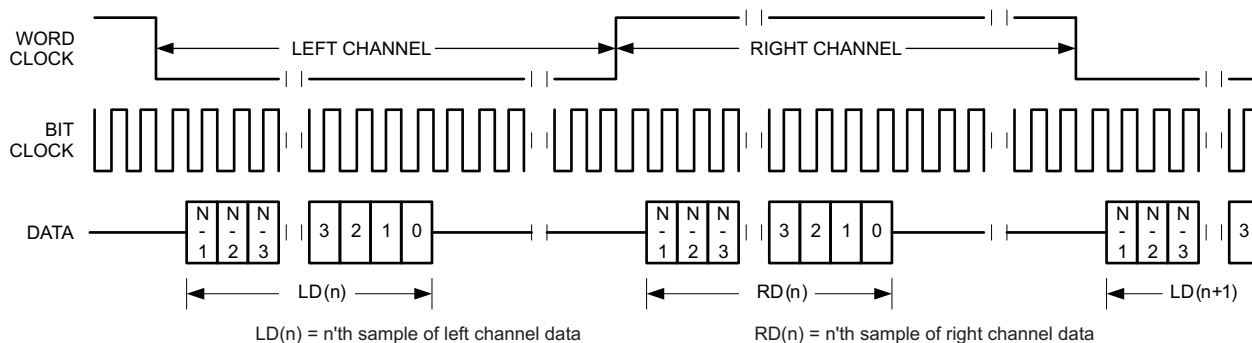 WORD
CLOCK
LEFT CHANNEL
RIGHT CHANNEL
BIT
CLOCK
DATA
N
-
1
N
-
2
N
-
3
3
2
1
0
N
-
1
N
-
2
N
-
3
3
2
1
0
N
-
1
N
-
2
N
-
3
3
LD(n)
RD(n)
LD(n+1)
LD(n) = n'th sample of left channel data
RD(n) = n'th sample of right channel data